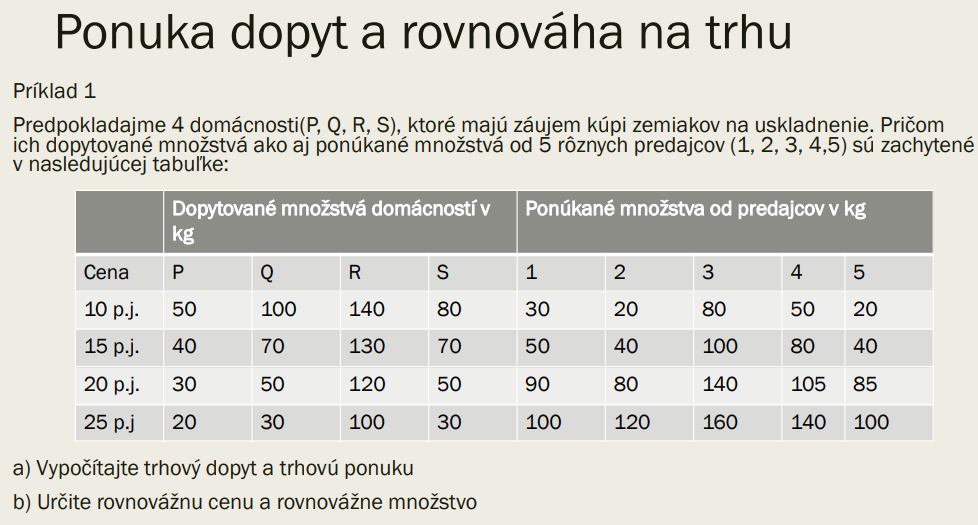 Ponuka dopyt a rovnováha na trhu
Príklad 1
Predpokladajme 4 domácnosti(P, Q, R, S), ktoré majú záujem kúpi zemiakov na uskladnenie. Pričom
ich dopytované množstvá ako aj ponúkané množstvá od 5 rôznych predajcov (1, 2, 3, 4,5) sú zachytené
v nasledujúcej tabuľke:
Dopytované množstvá domácností v Ponúkané množstva od predajcov v kg
kg
Cena P Q R S 1 2 3 4 5
10 p.j. 50 100 140 80 30 20 80 50 20
15 p.j. 40 70 130 70 50 40 100 80 40
20 p.j. 30 50 120 50 90 80 140 105 85
25 p.j 20 30 100 30 100 120 160 140 100
a) Vypočítajte trhový dopyt a trhovú ponuku
b) Určite rovnovážnu cenu a rovnovážne množstvo